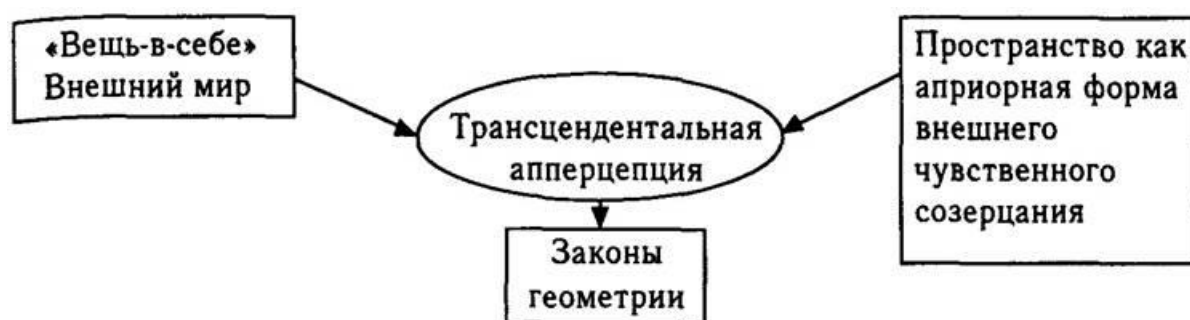 «Вещь-в-себе»
Внешний мир
Трансцендентальная
апперцепция
Пространство как
априорная форма
внешнего
чувственного
созерцания
Законы
геометрии